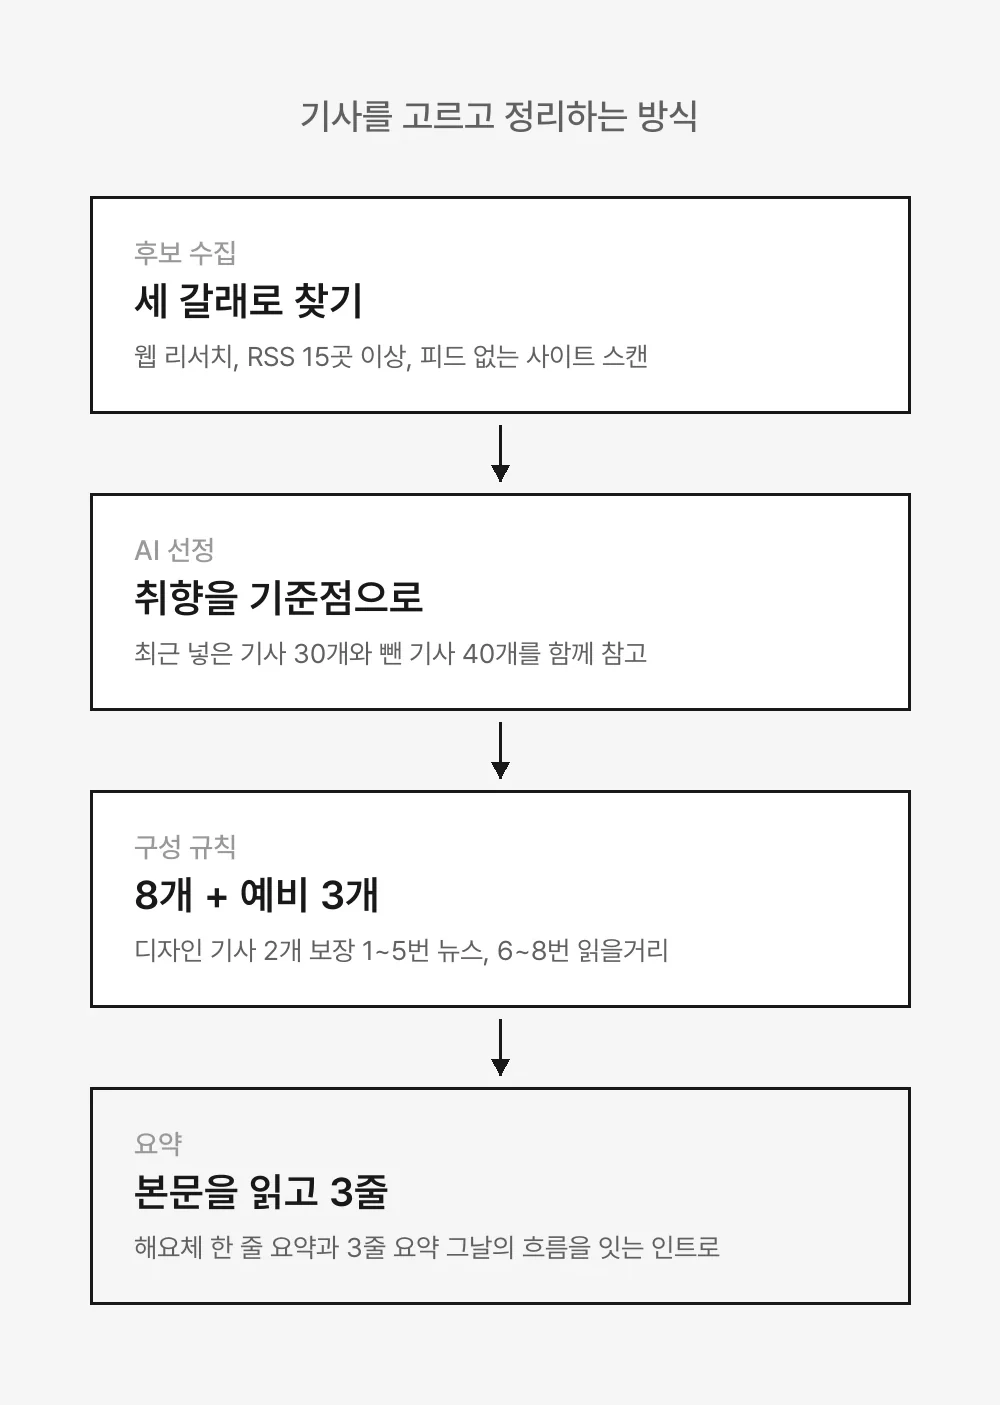 기사를 고르고 정리하는 방식
후보 수집
세 갈래로 찾기
웹 리서치, RSS 15곳 이상, 피드 없는 사이트 스캔
AI 선정
취향을 기준점으로
최근 넣은 기사 30개와 뺀 기사 40개를 함께 참고
구성 규칙
8개 + 예비 3개
디자인 기사 2개 보장 1~5번 뉴스, 6~8번 읽을거리
요약
본문을 읽고 3줄
해요체 한 줄 요약과 3줄 요약 그날의 흐름을 잇는 인트로